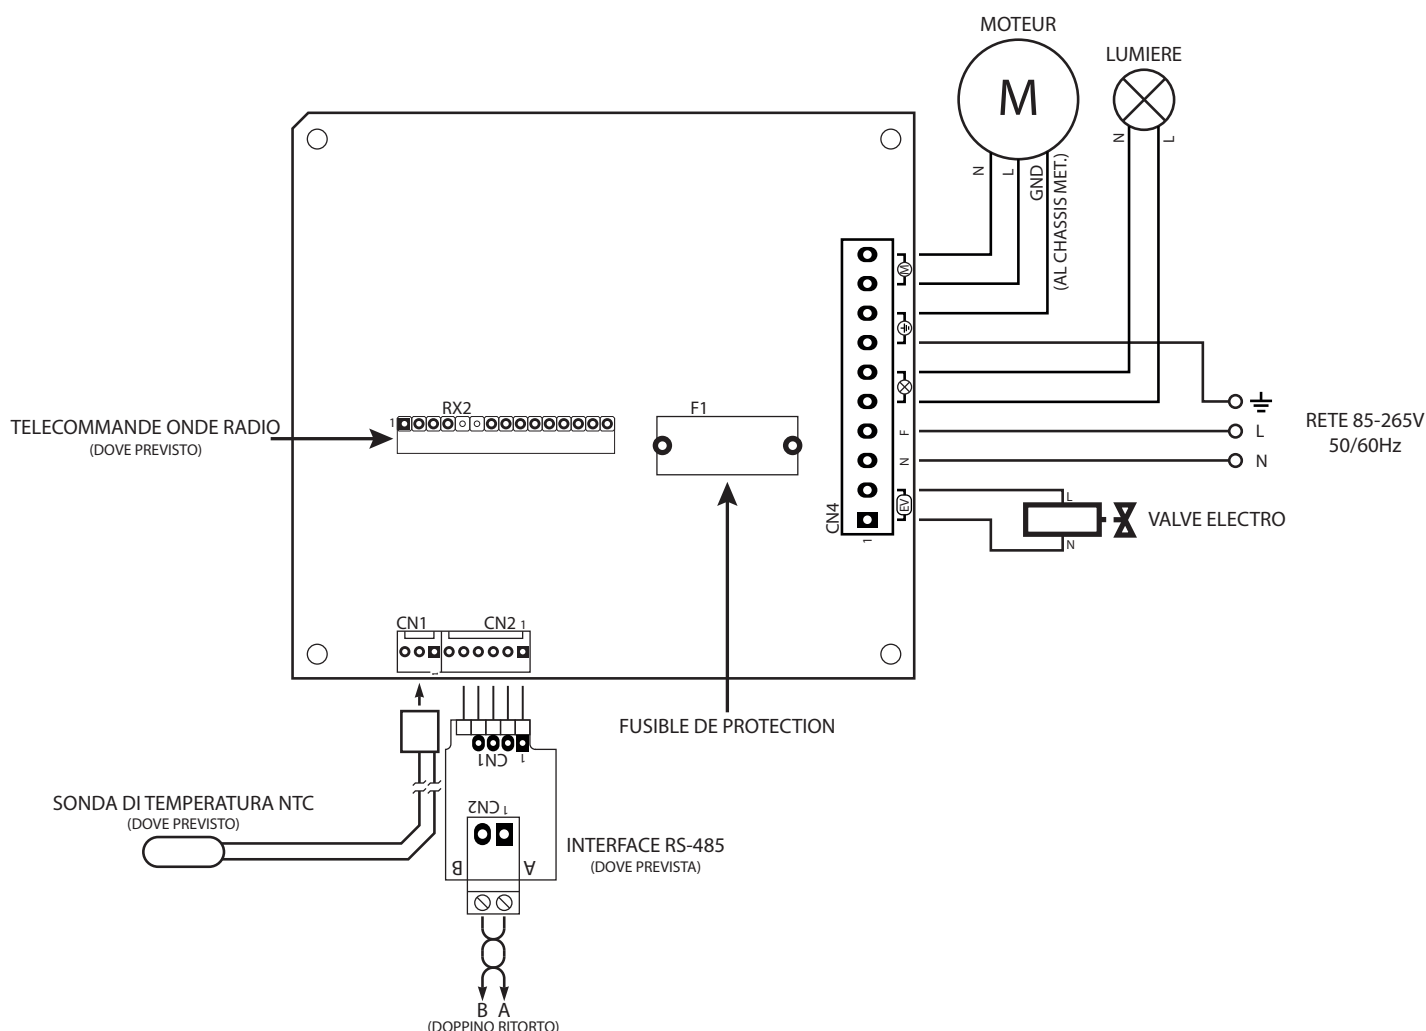 MOTEUR
LUMIERE
M
N
L
GND
(AL CHASSIS MET.)
N
L
M
RX2
1
F1
TELECOMMANDE ONDE RADIO
(DOVE PREVISTO)
F
N
EV
CN4
1
L
N
RETE 85-265V
50/60Hz
L
N
VALVE ELECTRO
CN1
CN2 1
1
FUSIBLE DE PROTECTION
CN1
1
SONDA DI TEMPERATURA NTC
(DOVE PREVISTO)
CN2
1
B
A
INTERFACE RS-485
(DOVE PREVISTA)
B A
(DOPPINO RITORTO)